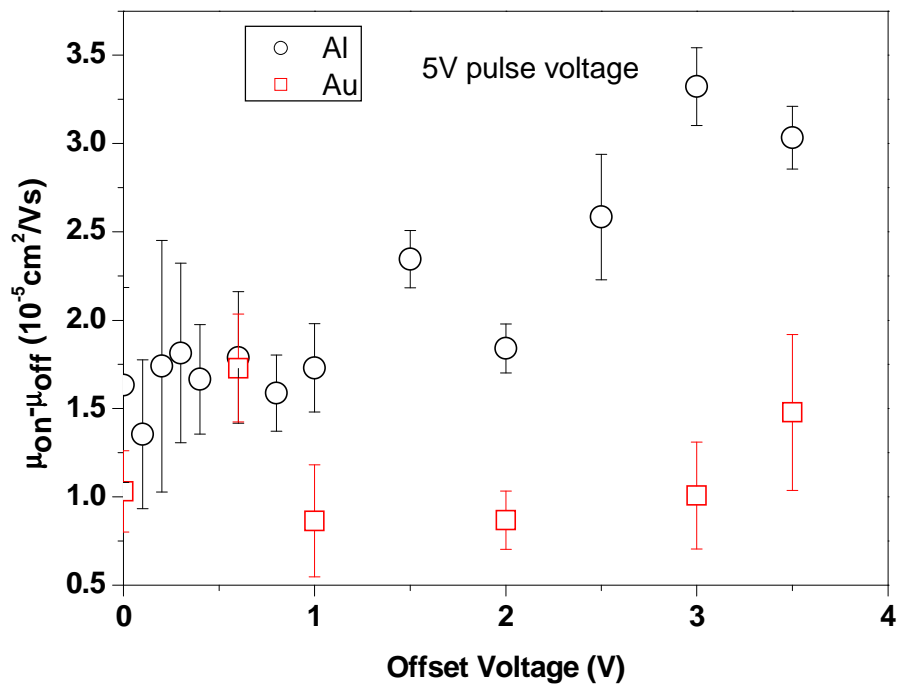 Al
Au
5V pulse voltage
3.5
3.0
2.5
2.0
1.5
1.0
0.5
μon-μoff (10⁻⁵cm²/Vs)
0
1
2
3
4
Offset Voltage (V)